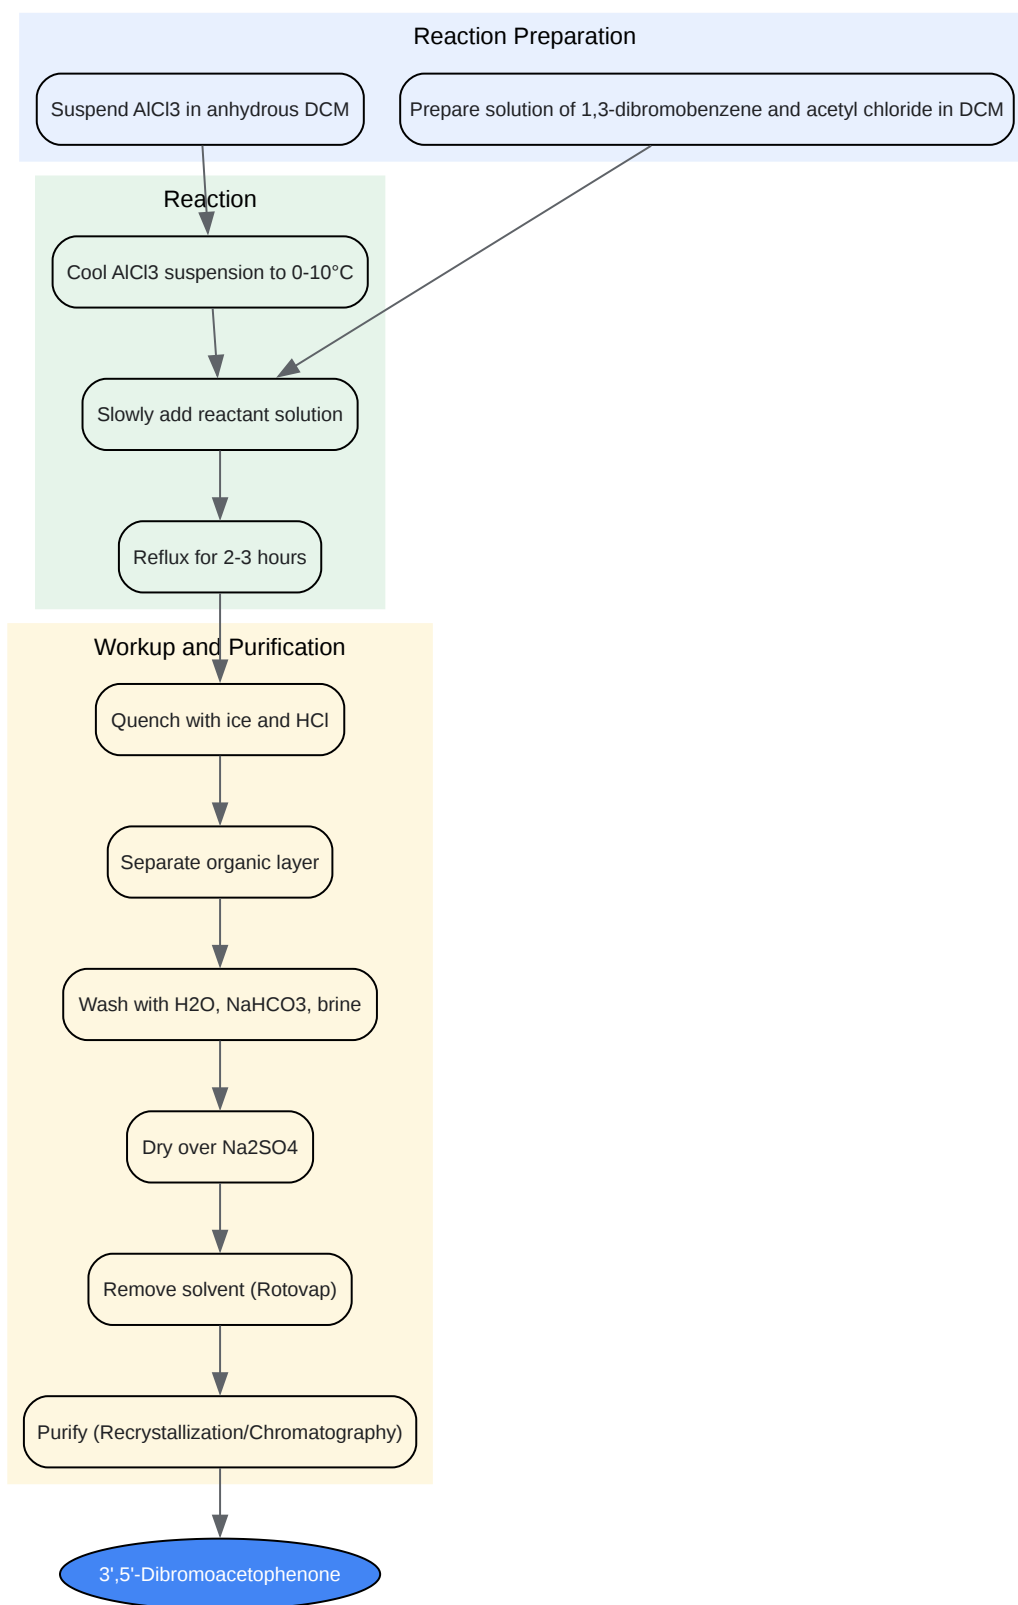 Reaction Preparation
Suspend AlCl3 in anhydrous DCM
Prepare solution of 1,3-dibromobenzene and acetyl chloride in DCM
Reaction
Cool AlCl3 suspension to 0-10°C
Slowly add reactant solution
Reflux for 2-3 hours
Workup and Purification
Quench with ice and HCl
Separate organic layer
Wash with H2O, NaHCO3, brine
Dry over Na2SO4
Remove solvent (Rotovap)
Purify (Recrystallization/Chromatography)
3',5'-Dibromoacetophenone